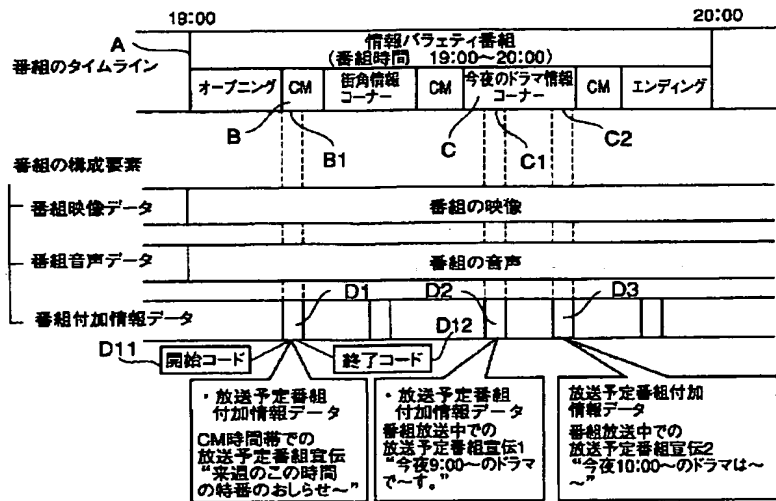 19:00
20:00
A
情報バラエティ番組
(番組時間 19:00~20:00)
番組のタイムライン
オープニング
CM
街角情報
コーナー
CM
今夜のドラマ情報
コーナー
CM
エンディング
B
B1
C
C1
C2
番組の構成要素
番組映像データ
番組の映像
番組音声データ
番組の音声
D1
D2
D3
番組付加情報データ
D11
開始コード
終了コード
D12
・放送予定番組
付加情報データ
CM時間帯での
放送予定番組宣伝
“来週のこの時間
の特番のおしらせ~”
・放送予定番組
付加情報データ
番組放送中での
放送予定番組宣伝1
“今夜9:00~のドラマ
で~す。”
放送予定番組付加
情報データ
番組放送中での
放送予定番組宣伝2
“今夜10:00~のドラマは~
~”